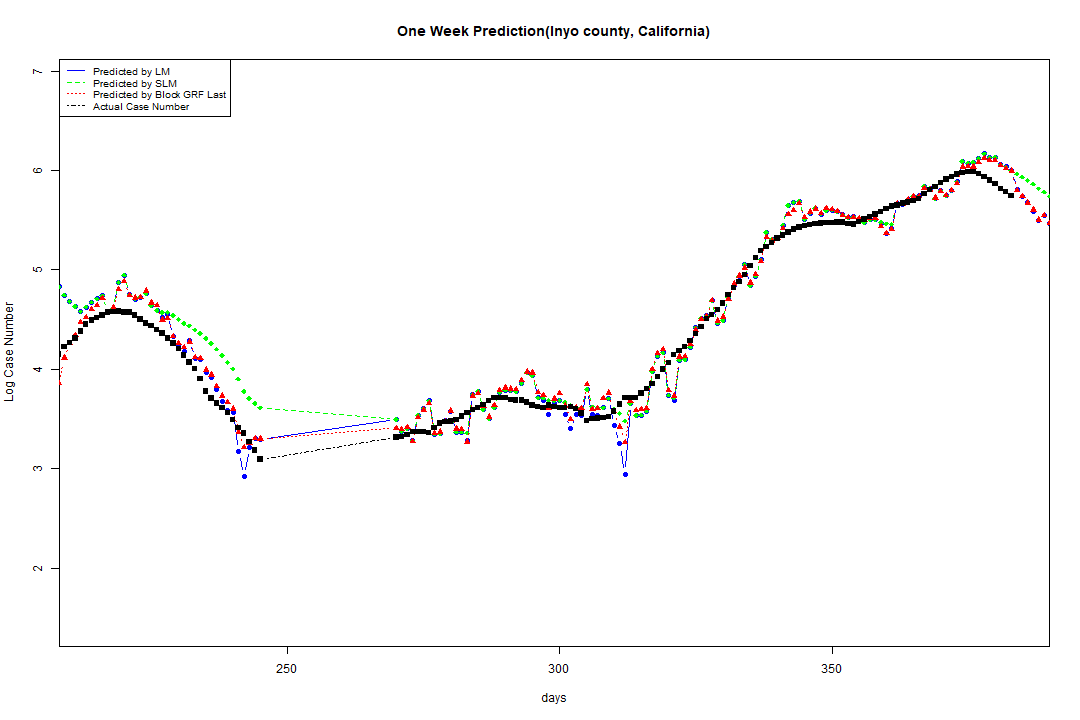 One Week Prediction(Inyo county, California)
Predicted by LM
Predicted by SLM
Predicted by Block GRF Last
Actual Case Number
7
6
5
4
3
2
Log Case Number
250 300 350
days